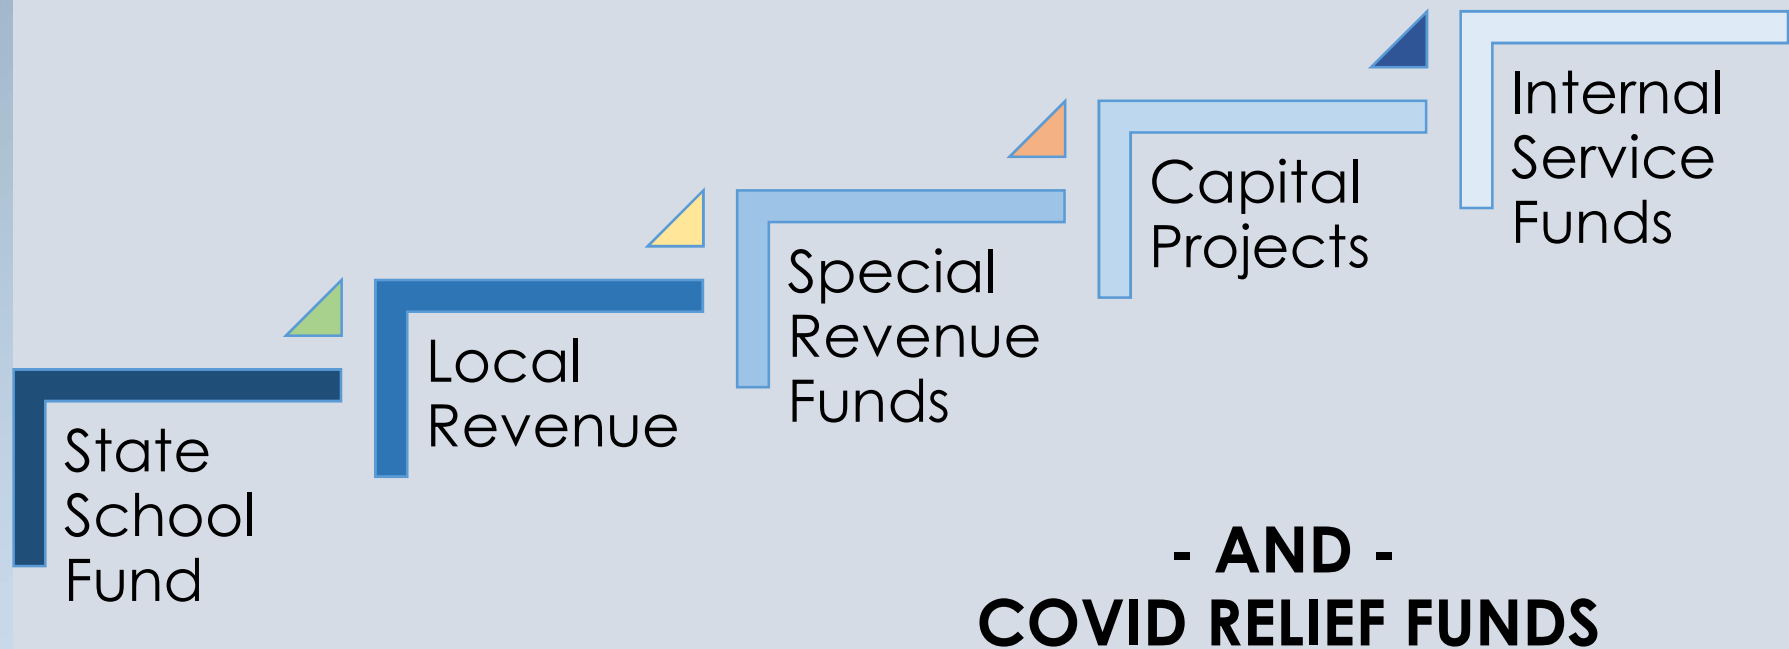 State
School
Fund
Local
Revenue
Special
Revenue
Funds
Capital
Projects
Internal
Service
Funds
- AND -
COVID RELIEF FUNDS